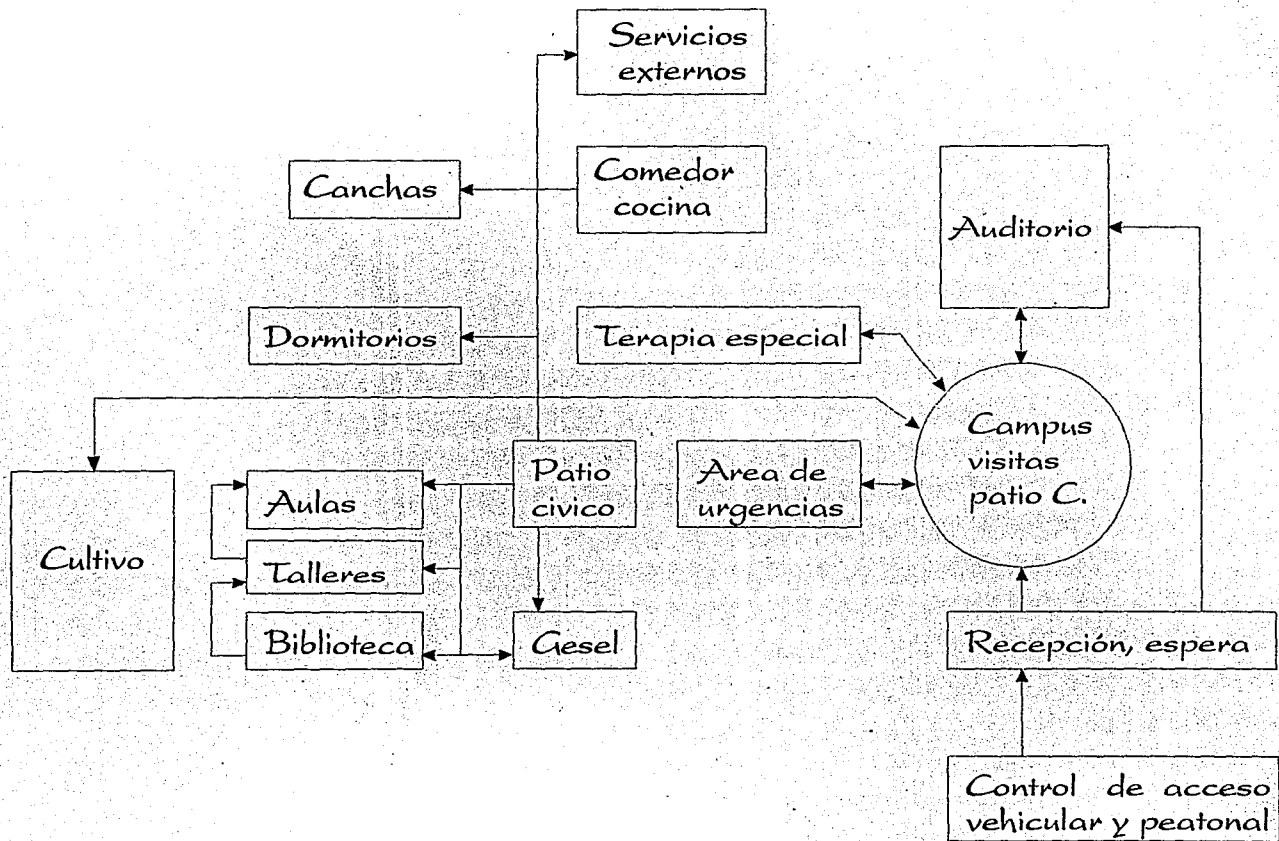 Servicios
externos
Canchas
Comedor
cocina
Auditorio
Dormitorios
Terapia especial
Campus
visitas
patio C.
Cultivo
Aulas
Patio
civico
Area de
urgencias
Talleres
Biblioteca
Gesel
Recepción, espera
Control de acceso
vehicular y peatonal